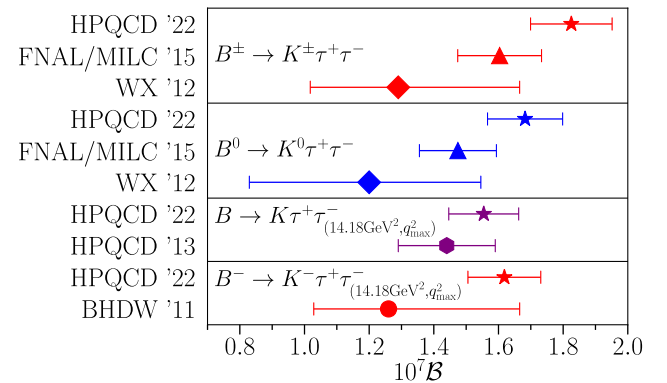 HPQCD '22
FNAL/MILC '15
B± → K±τ+τ−
WX '12
HPQCD '22
FNAL/MILC '15
B0 → K0τ+τ−
WX '12
HPQCD '22
B → Kτ+τ−(14.18GeV2,q2max)
HPQCD '13
HPQCD '22
B− → K−τ+τ−(14.18GeV2,q2max)
BHDW '11
0.8 1.0 1.2 1.4 1.6 1.8 2.0
107ℬ